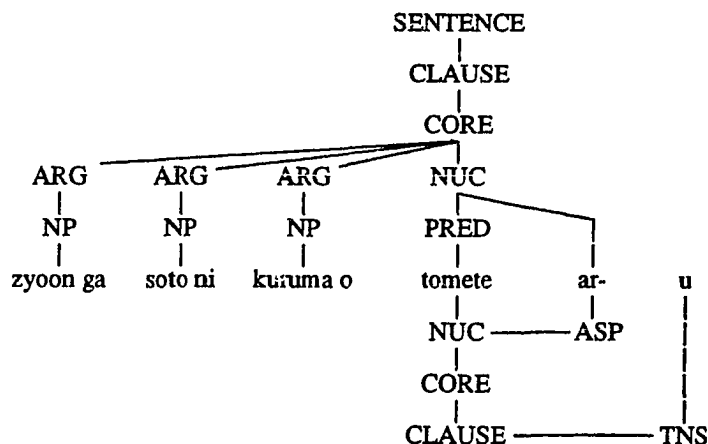 SENTENCE
CLAUSE
CORE
ARG ARG ARG NUC
NP NP NP PRED
zyoon ga soto ni kuruma o tomete ar- u
NUC ASP
CORE
CLAUSE TNS